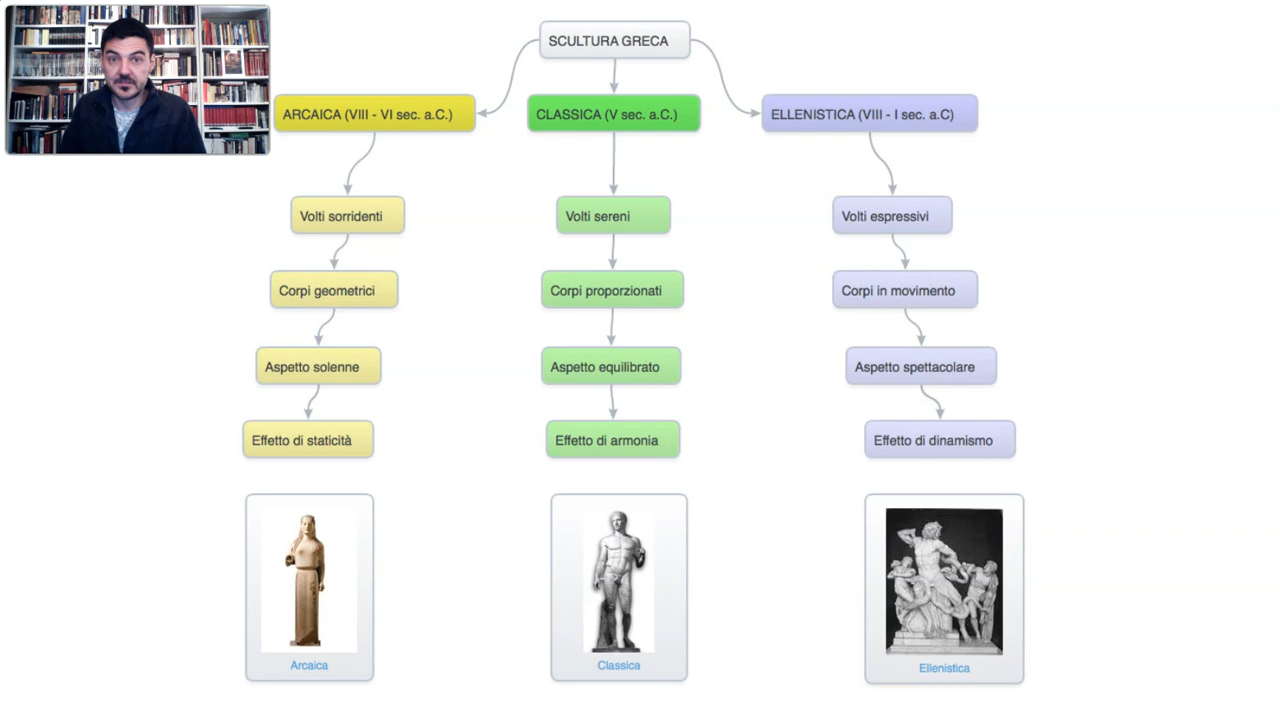 SCULTURA GRECA
ARCAICA (VIII - VI sec. a.C.)
CLASSICA (V sec. a.C.)
ELLENISTICA (VIII - I sec. a.C)
Volti sorridenti
Volti sereni
Volti espressivi
Corpi geometrici
Corpi proporzionati
Corpi in movimento
Aspetto solenne
Aspetto equilibrato
Aspetto spettacolare
Effetto di staticità
Effetto di armonia
Effetto di dinamismo
Arcaica
Classica
Ellenistica